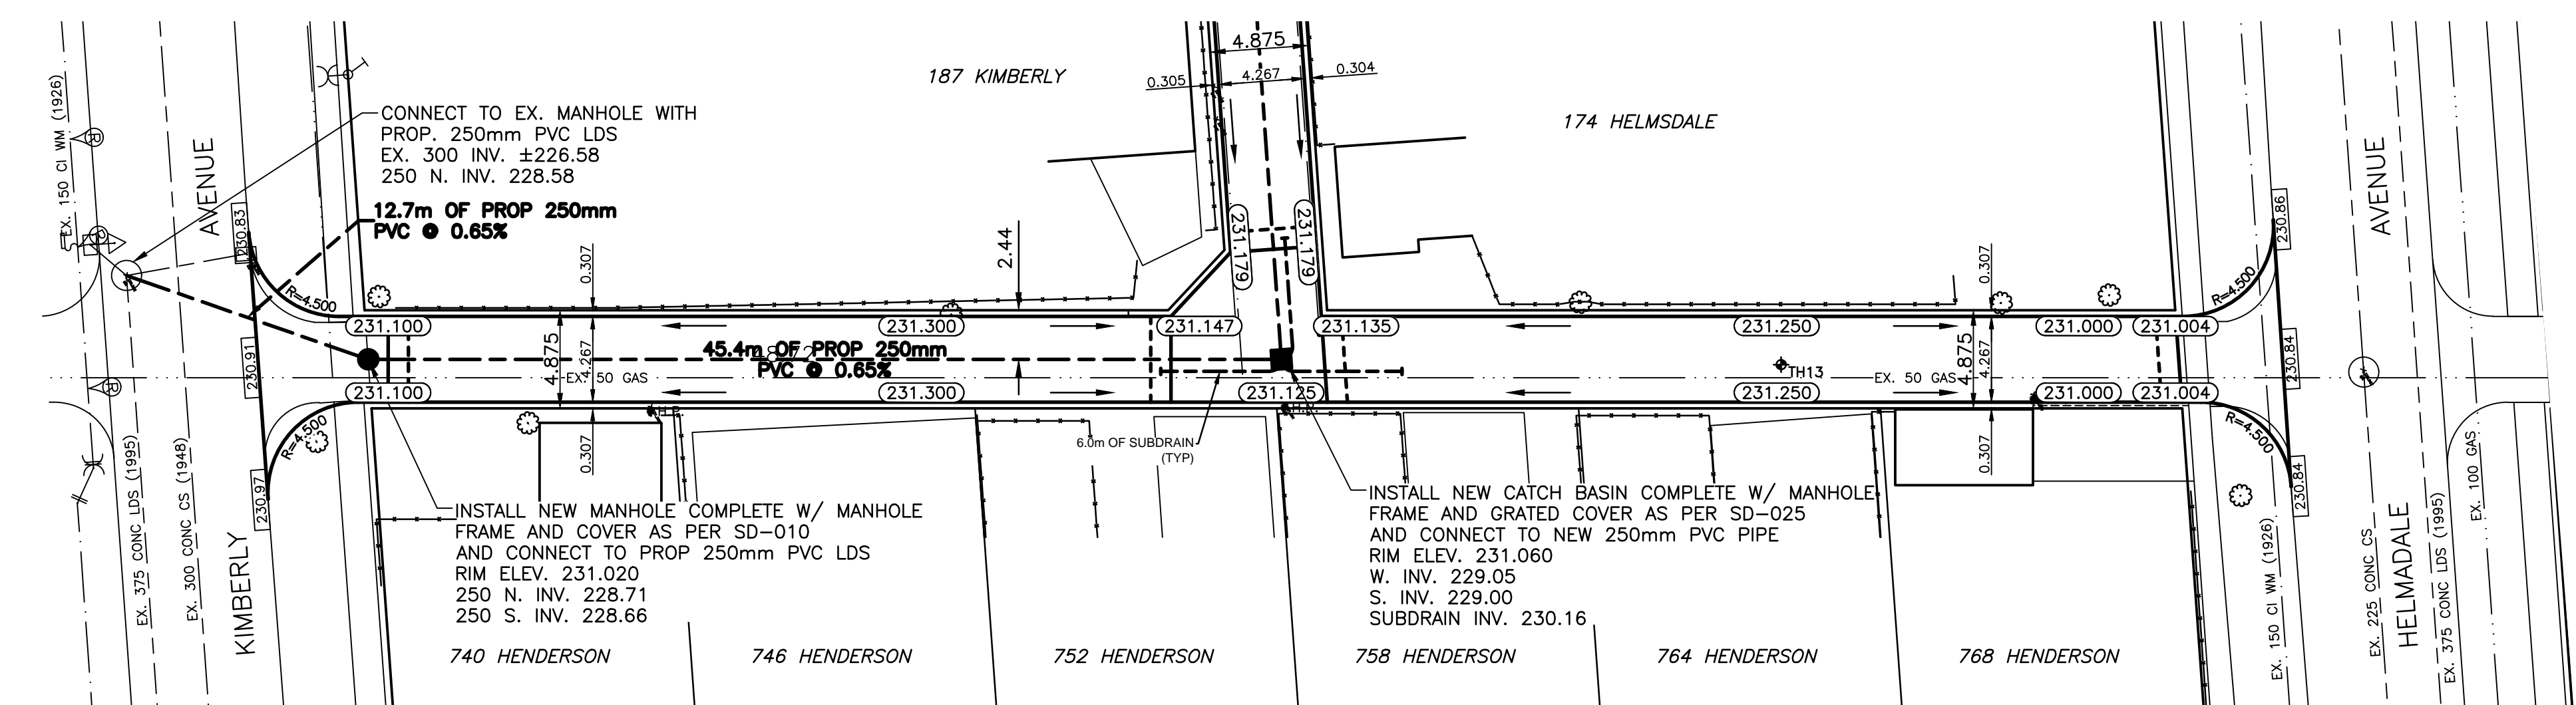 EX. 150 CI WM (1926)
AVENUE
CONNECT TO EX. MANHOLE WITH
PROP. 250mm PVC LDS
EX. 300 INV. ±226.58
250 N. INV. 228.58
12.7m OF PROP 250mm
PVC @ 0.65%
187 KIMBERLY
4.875
4.267
0.305
0.304
174 HELMSDALE
AVENUE
R
R
R
230.83
230.91
230.97
R=4.500
R=4.500
0.307
2.44
231.179
231.179
0.307
230.86
230.84
230.84
R=4.500
R=4.500
231.100
231.300
231.147
231.135
231.250
231.000
231.004
45.4m OF PROP 250mm
PVC @ 0.65%
4.875
4.267
EX. 50 GAS
TH13
EX. 50 GAS
4.875
4.267
231.100
231.300
231.125
231.250
231.000
231.004
H.P.
0.307
6.0m OF SUBDRAIN
(TYP)
0.307
EX. 375 CONC LDS (1995)
EX. 300 CONC CS (1948)
KIMBERLY
INSTALL NEW MANHOLE COMPLETE W/ MANHOLE
FRAME AND COVER AS PER SD-010
AND CONNECT TO PROP 250mm PVC LDS
RIM ELEV. 231.020
250 N. INV. 228.71
250 S. INV. 228.66
INSTALL NEW CATCH BASIN COMPLETE W/ MANHOLE
FRAME AND GRATED COVER AS PER SD-025
AND CONNECT TO NEW 250mm PVC PIPE
RIM ELEV. 231.060
W. INV. 229.05
S. INV. 229.00
SUBDRAIN INV. 230.16
740 HENDERSON
746 HENDERSON
752 HENDERSON
758 HENDERSON
764 HENDERSON
768 HENDERSON
EX. 150 CI WM (1926)
EX. 225 CONC CS
HELMADALE
EX. 375 CONC LDS (1995)
EX. 100 GAS